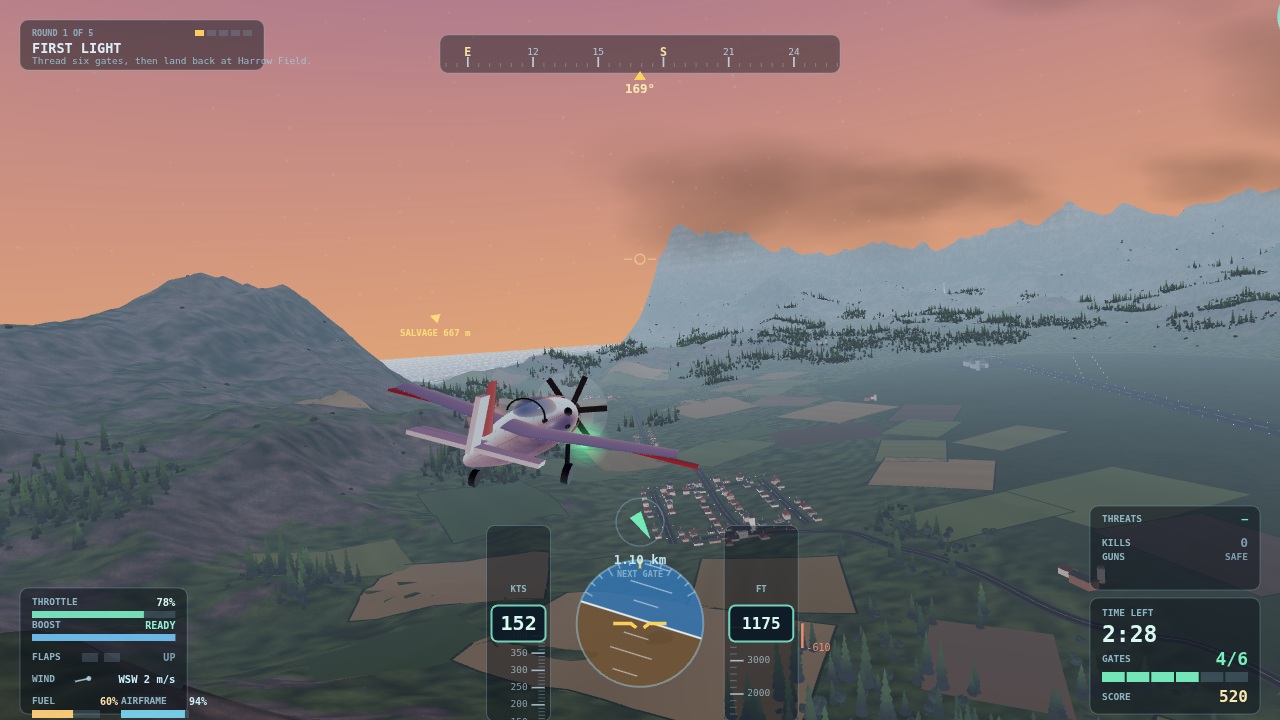 ROUND 1 OF 5
FIRST LIGHT
Thread six gates, then land back at Harrow Field.
E 12 15 S 21 24
169°
SALVAGE 667 m
1.10 km
NEXT GATE
KTS
152
350
300
250
200
150
FT
1175
-610
3000
2000
THROTTLE 78%
BOOST READY
FLAPS UP
WIND WSW 2 m/s
FUEL 60% AIRFRAME 94%
THREATS —
KILLS 0
GUNS SAFE
TIME LEFT
2:28
GATES 4/6
SCORE 520